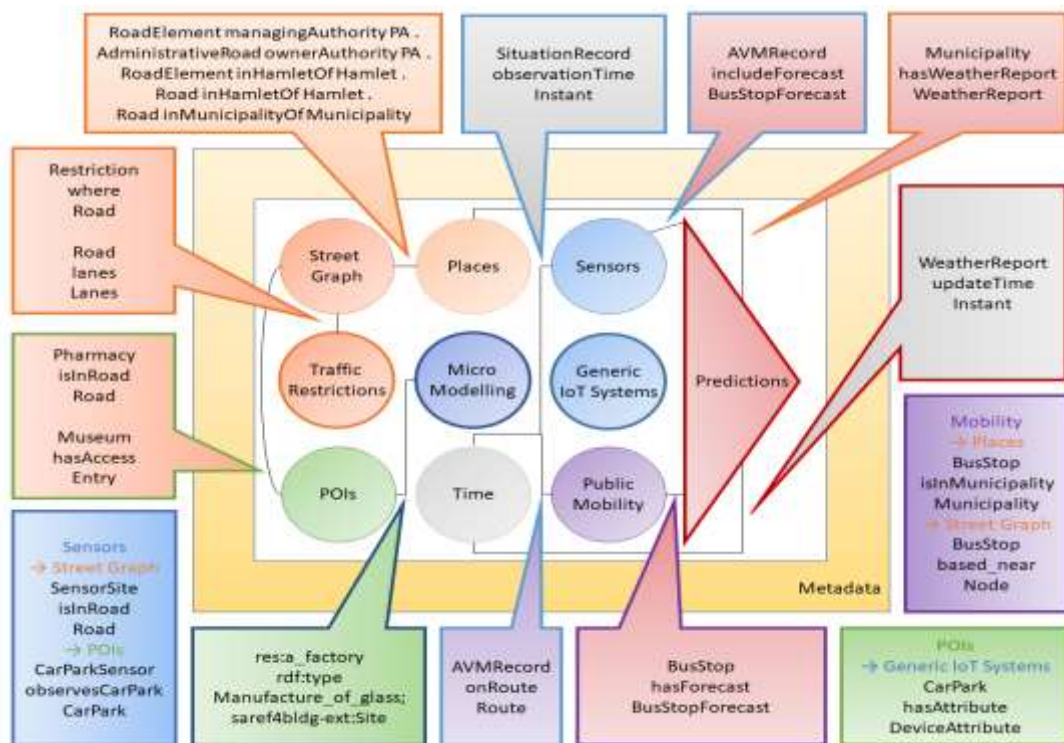 RoadElement managingAuthority PA .
AdministrativeRoad ownerAuthority PA .
RoadElement inHamletOf Hamlet .
Road inHamletOf Hamlet .
Road inMunicipalityOf Municipality
SituationRecord
observationTime
Instant
AVMRecord
includeForecast
BusStopForecast
Municipality
hasWeatherReport
WeatherReport
Restriction
where
Road
Road
lanes
Lanes
Street
Graph
Places
Sensors
WeatherReport
updateTime
Instant
Pharmacy
isInRoad
Road
Museum
hasAccess
Entry
Traffic
Restrictions
Micro
Modelling
Generic
IoT Systems
Predictions
POIs
Time
Public
Mobility
Mobility
→ Places
BusStop
isInMunicipality
Municipality
→ Street Graph
BusStop
based_near
Node
Sensors
→ Street Graph
SensorSite
isInRoad
Road
→ POIs
CarParkSensor
observesCarPark
CarPark
Metadata
res:a_factory
rdf:type
Manufacture_of_glass;
saref4bldg-ext:Site
AVMRecord
onRoute
Route
BusStop
hasForecast
BusStopForecast
POIs
→ Generic IoT Systems
CarPark
hasAttribute
DeviceAttribute